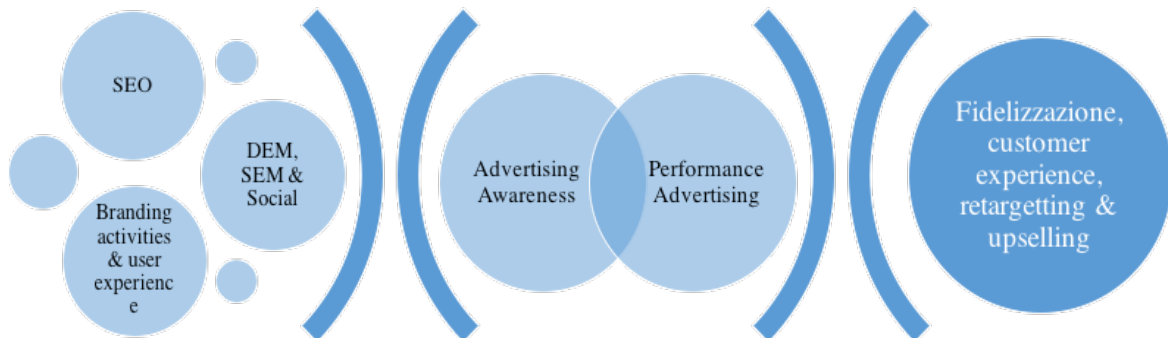 SEO
DEM,
SEM &
Social
Branding
activities
& user
experienc
e
Advertising
Awareness
Performance
Advertising
Fidelizzazione,
customer
experience,
retargetting &
upselling